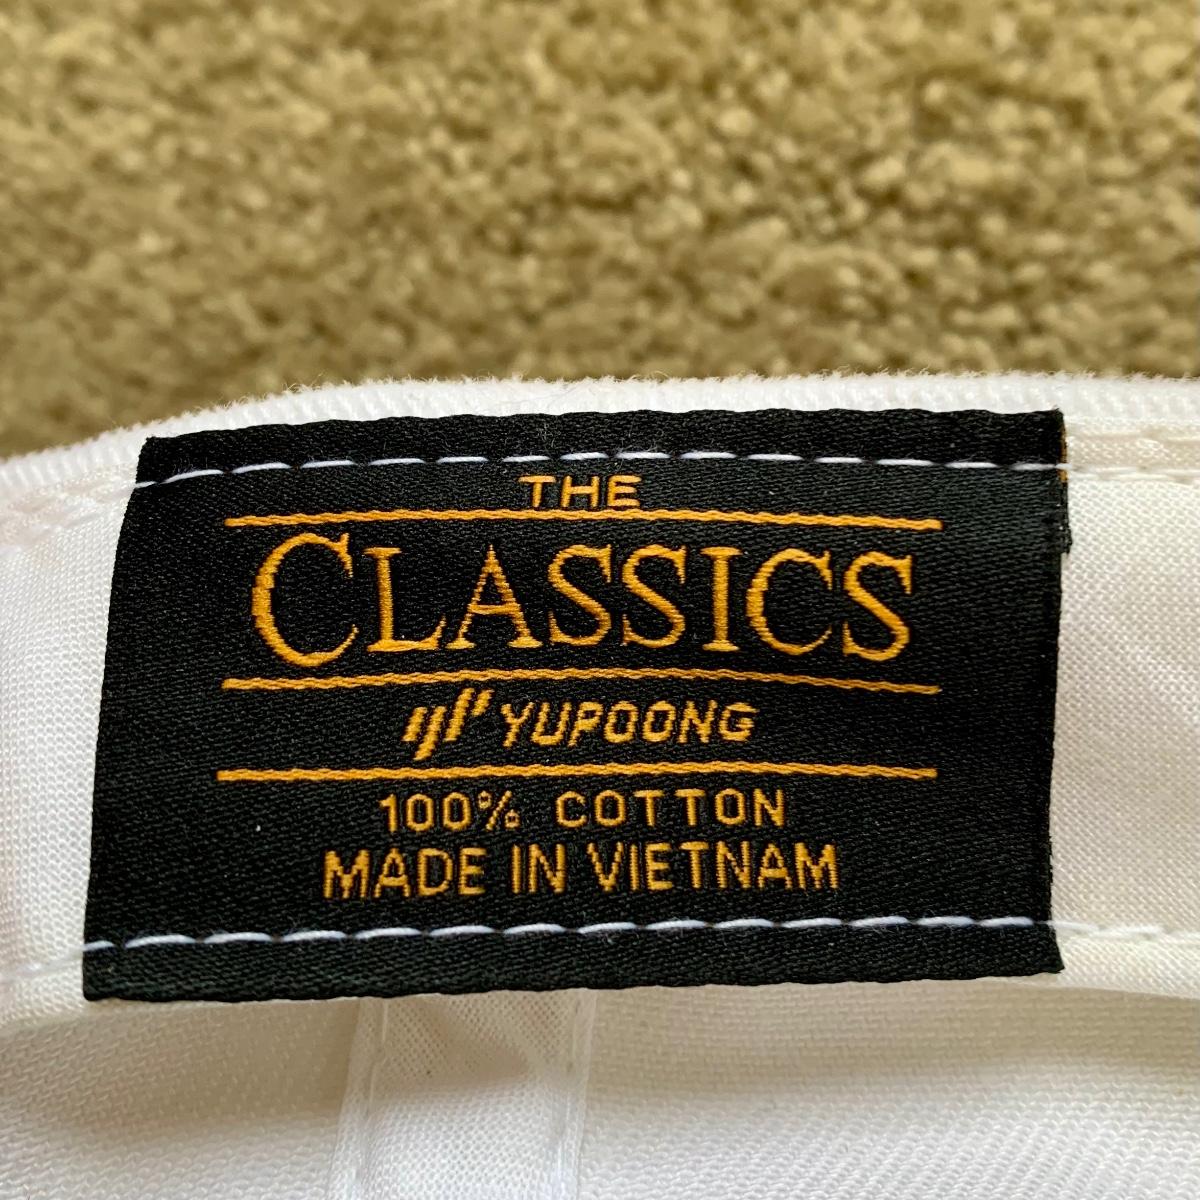 THE
CLASSICS
YUPOONG
100% COTTON
MADE IN VIETNAM